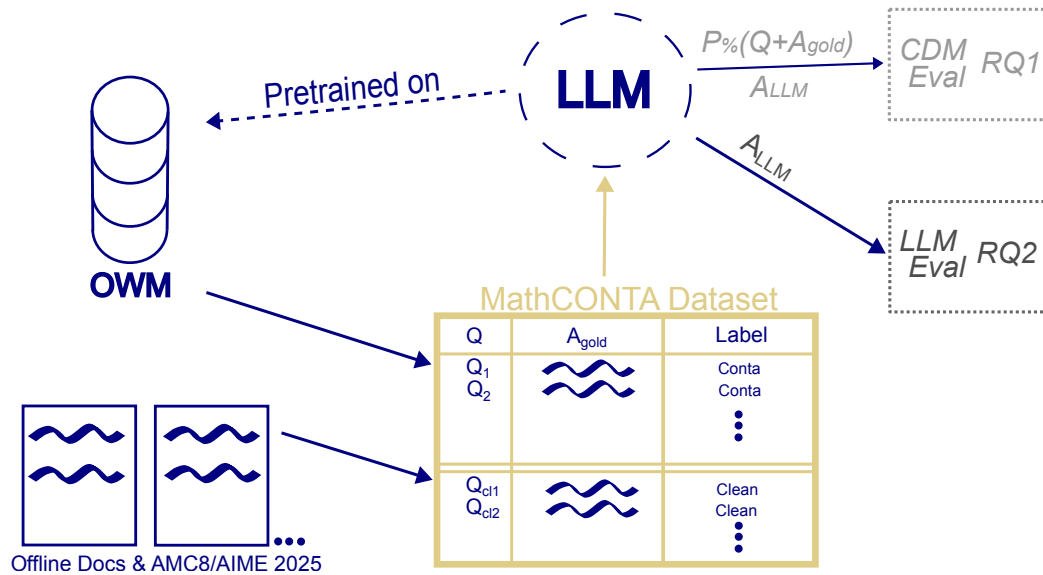 P%(Q+Agold)
ALLM
CDM
Eval
RQ1
LLM
Pretrained on
ALLM
LLM
Eval
RQ2
OWM
MathCONTA Dataset
Q Agold Label
Q1 Conta
Q2 Conta
Qcl1 Clean
Qcl2 Clean
Offline Docs & AMC8/AIME 2025